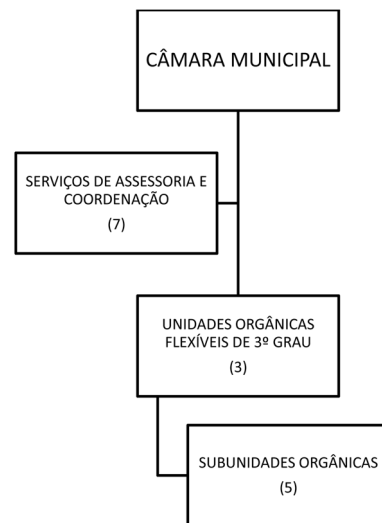 CÂMARA MUNICIPAL
SERVIÇOS DE ASSESSORIA E
COORDENAÇÃO
(7)
UNIDADES ORGÂNICAS
FLEXÍVEIS DE 3º GRAU
(3)
SUBUNIDADES ORGÂNICAS
(5)